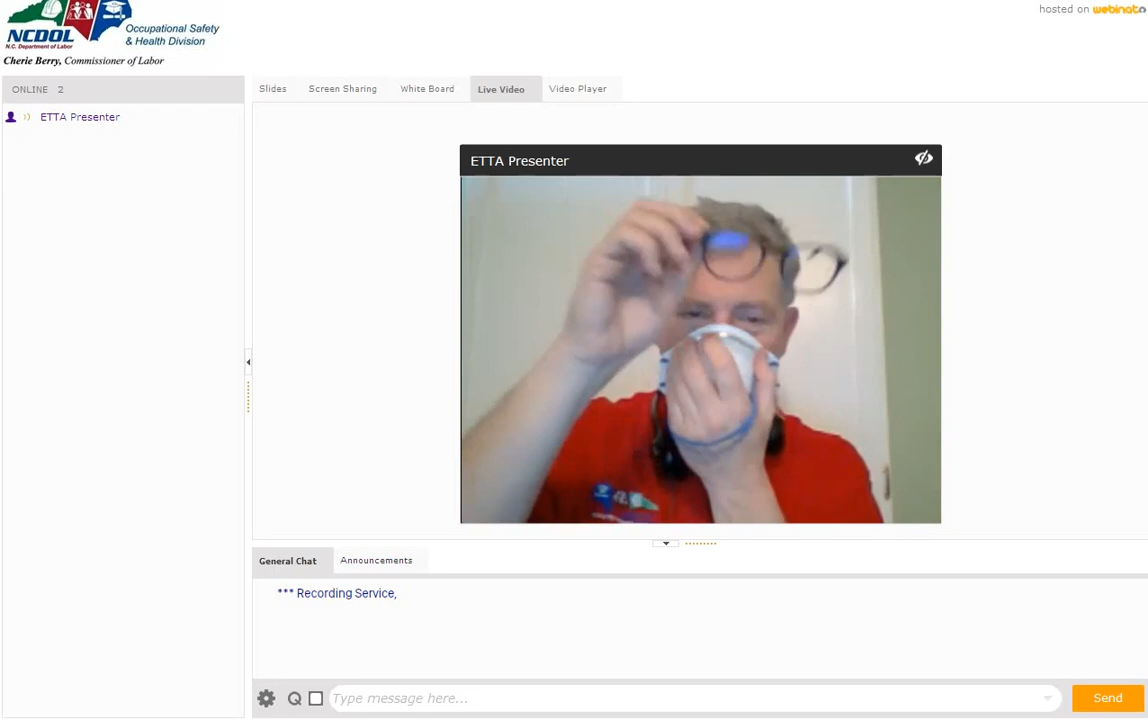 NCDOL
N.C. Department of Labor
Occupational Safety
& Health Division
Cherie Berry, Commissioner of Labor
hosted on webinato
ONLINE 2
ETTA Presenter
Slides Screen Sharing White Board Live Video Video Player
ETTA Presenter
General Chat Announcements
*** Recording Service,
Q Type message here... Send